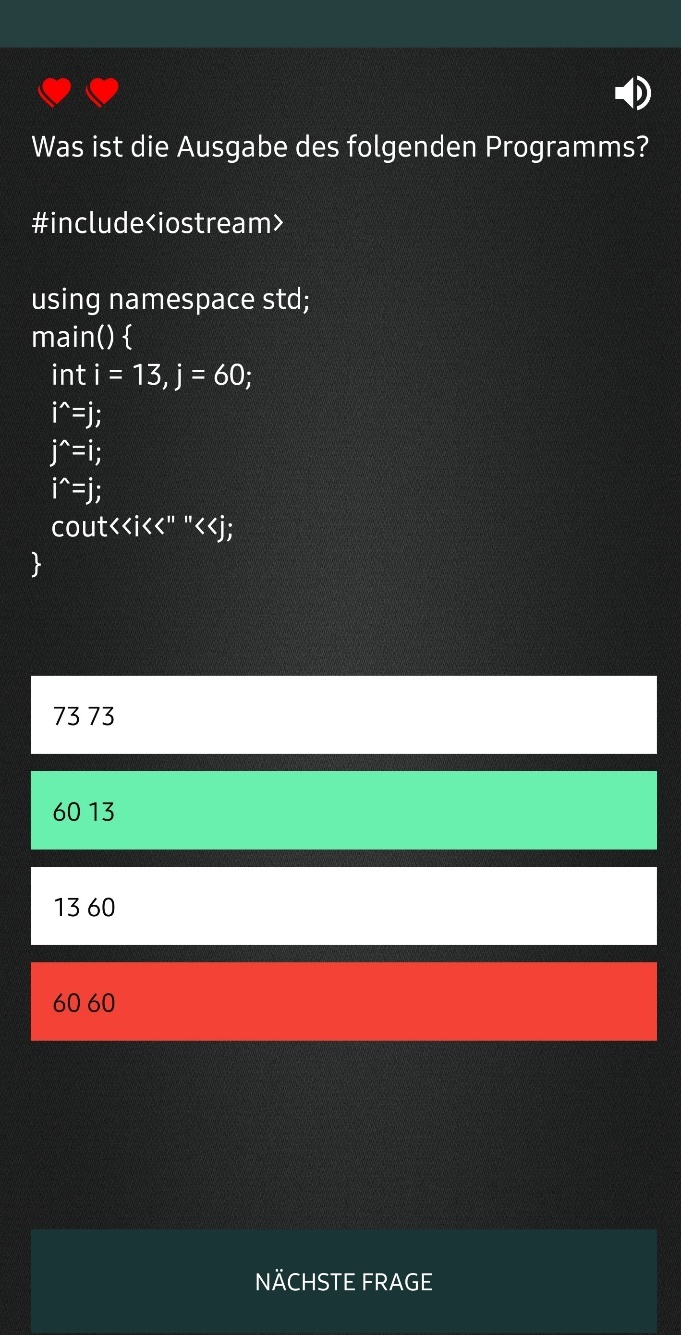 Was ist die Ausgabe des folgenden Programms?
#include<iostream>
using namespace std;
main() {
int i = 13, j = 60;
i^=j;
j^=i;
i^=j;
cout<<i<<" "<<j;
}
73 73
60 13
13 60
60 60
NÄCHSTE FRAGE